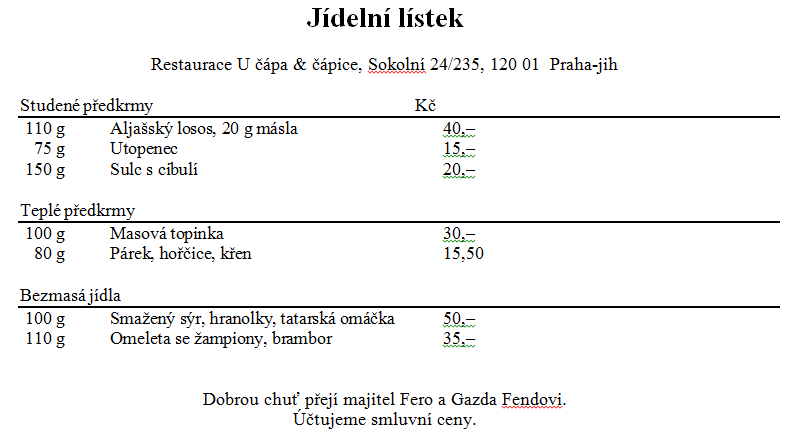 Jídelní lístek
Restaurace U čápa & čápice, Sokolní 24/235, 120 01 Praha-jih
Studené předkrmy Kč
110 g Aljašský losos, 20 g másla 40,–
75 g Utopenec 15,–
150 g Sulc s cibulí 20,–
Teplé předkrmy
100 g Masová topinka 30,–
80 g Párek, hořčice, křen 15,50
Bezmasá jídla
100 g Smažený sýr, hranolky, tatarská omáčka 50,–
110 g Omeleta se žampiony, brambor 35,–
Dobrou chuť přejí majitel Fero a Gazda Fendovi.
Účtujeme smluvní ceny.